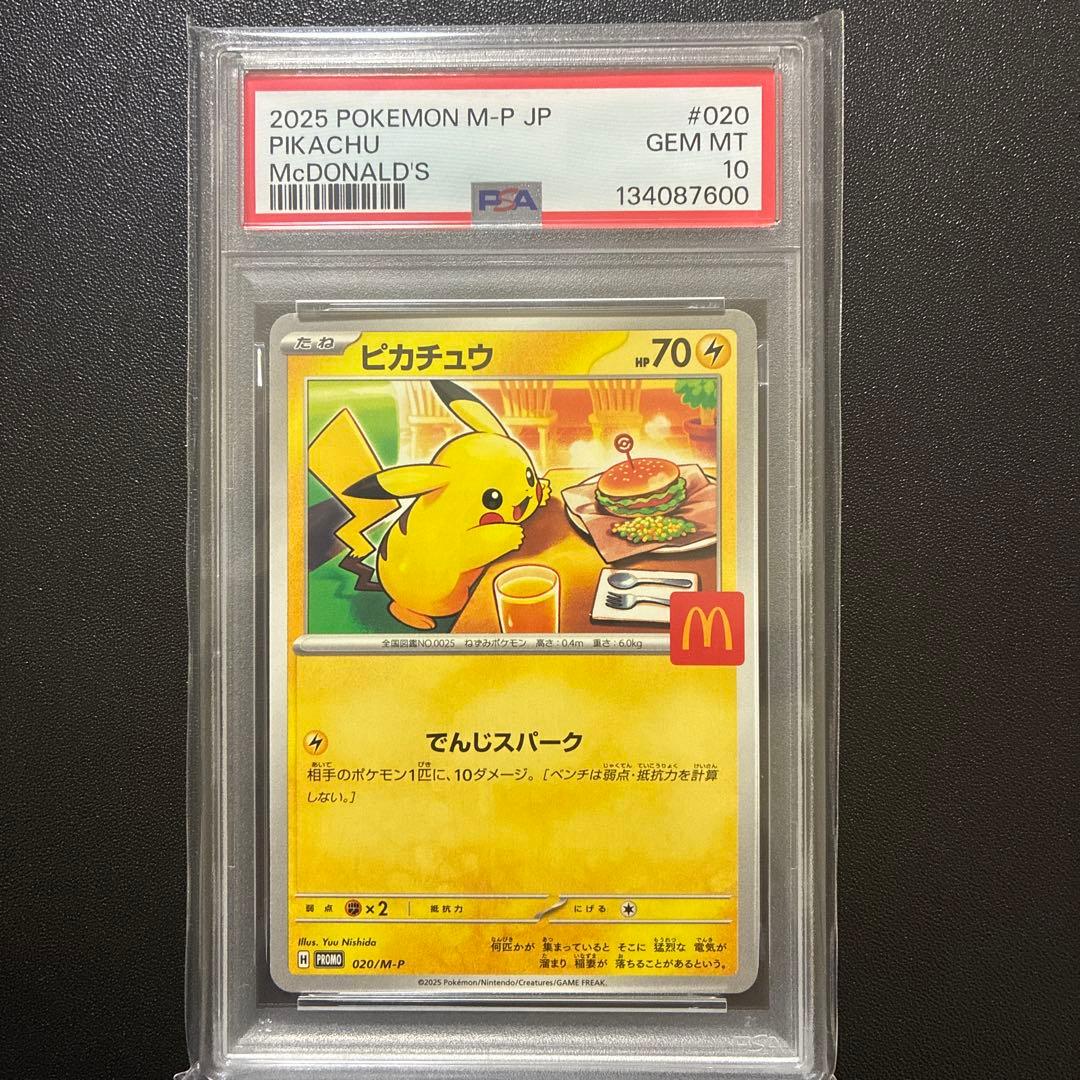 2025 POKEMON M-P JP #020
PIKACHU GEM MT
McDONALD'S 10
PSA 134087600
たね ピカチュウ HP 70
全国図鑑NO.0025 ねずみポケモン 高さ:0.4m 重さ:6.0kg
でんじスパーク
相手のポケモン1匹に、10ダメージ。[ベンチは弱点・抵抗力を計算
しない。]
弱点 ×2 抵抗力 にげる
Illus. Yuu Nishida
何匹かが 集まっていると そこに 猛烈な 電気が
溜まり 稲妻が 落ちることがあるという。
H PROMO 020/M-P
©2025 Pokémon/Nintendo/Creatures/GAME FREAK.